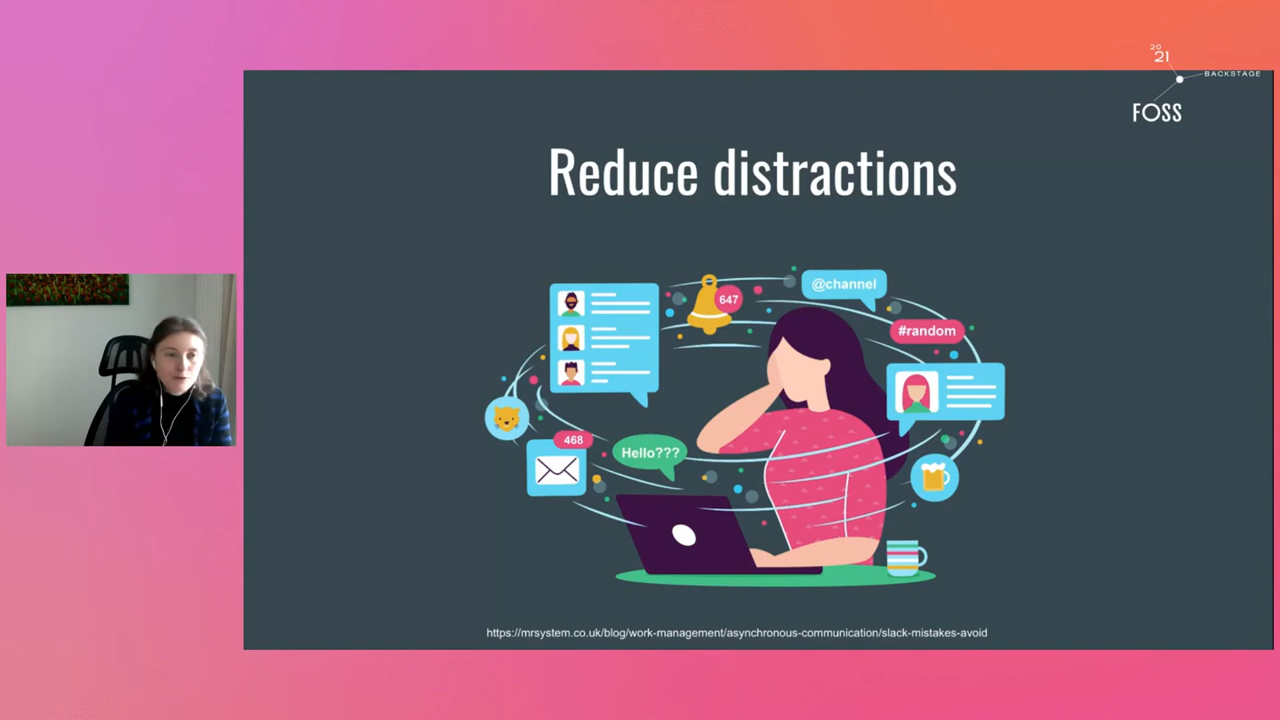 20
21
BACKSTAGE
FOSS
Reduce distractions
@channel
647
#random
468
Hello???
https://mrsystem.co.uk/blog/work-management/asynchronous-communication/slack-mistakes-avoid